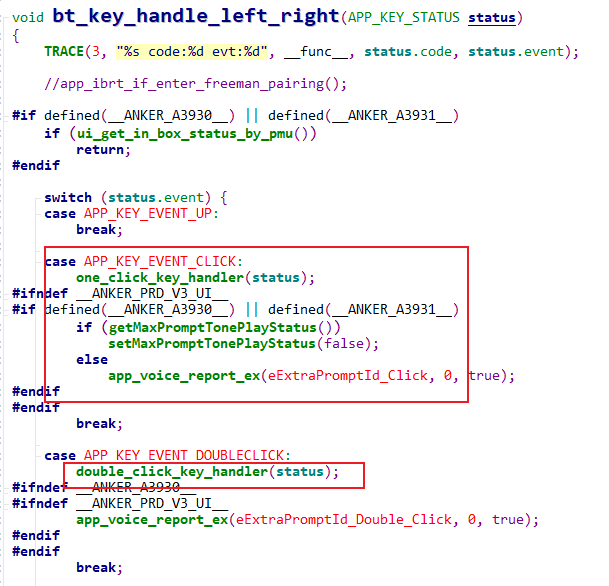 void bt_key_handle_left_right(APP_KEY_STATUS status)
{
    TRACE(3, "%s code:%d evt:%d", __func__, status.code, status.event);

    //app_ibrt_if_enter_freeman_pairing();

#if defined(__ANKER_A3930__) || defined(__ANKER_A3931__)
    if (ui_get_in_box_status_by_pmu())
        return;
#endif

    switch (status.event) {
    case APP_KEY_EVENT_UP:
        break;

    case APP_KEY_EVENT_CLICK:
        one_click_key_handler(status);
#ifndef __ANKER_PRD_V3_UI__
#if defined(__ANKER_A3930__) || defined(__ANKER_A3931__)
        if (getMaxPromptTonePlayStatus())
            setMaxPromptTonePlayStatus(false);
        else
            app_voice_report_ex(eExtraPromptId_Click, 0, true);
#endif
#endif
        break;

    case APP_KEY_EVENT_DOUBLECLICK:
        double_click_key_handler(status);
#ifndef __ANKER_A3930__
#ifndef __ANKER_PRD_V3_UI__
        app_voice_report_ex(eExtraPromptId_Double_Click, 0, true);
#endif
#endif
        break;